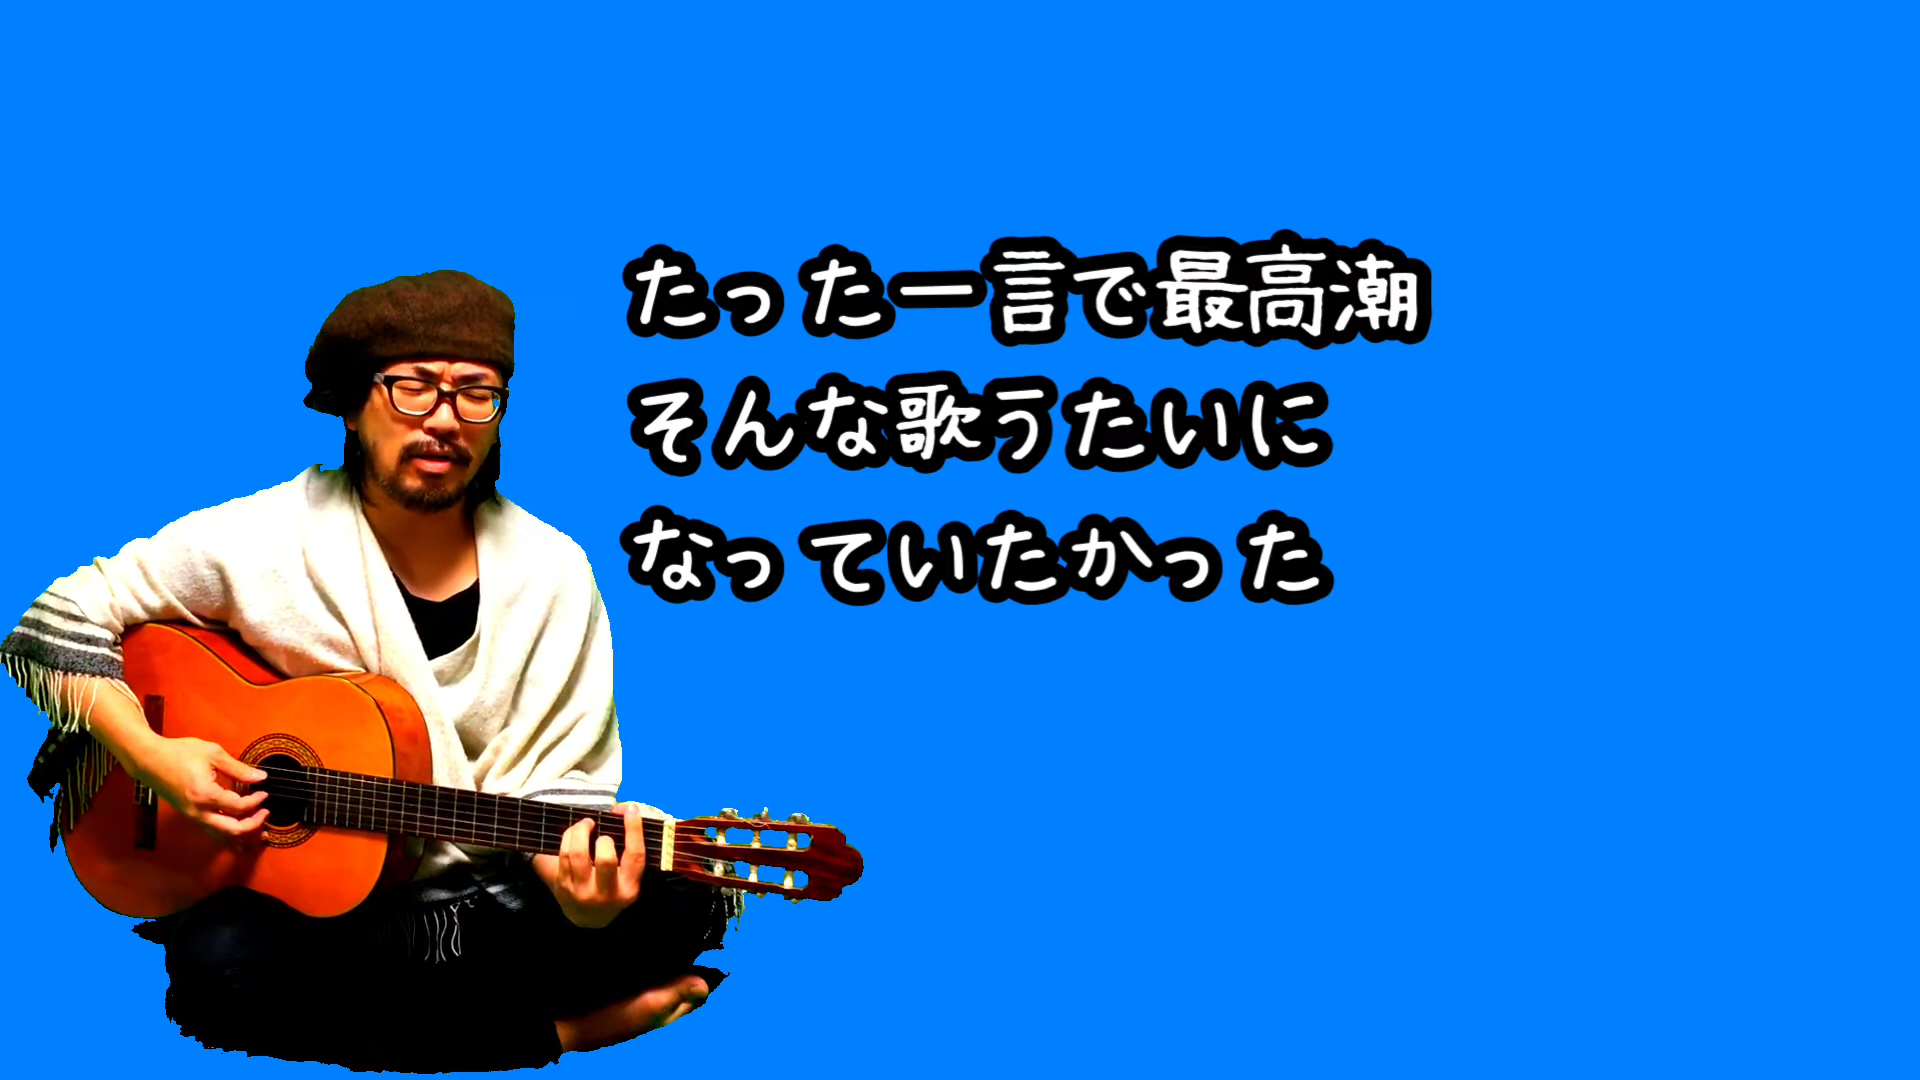 たった一言で最高潮
そんな歌うたいに
なっていたかった